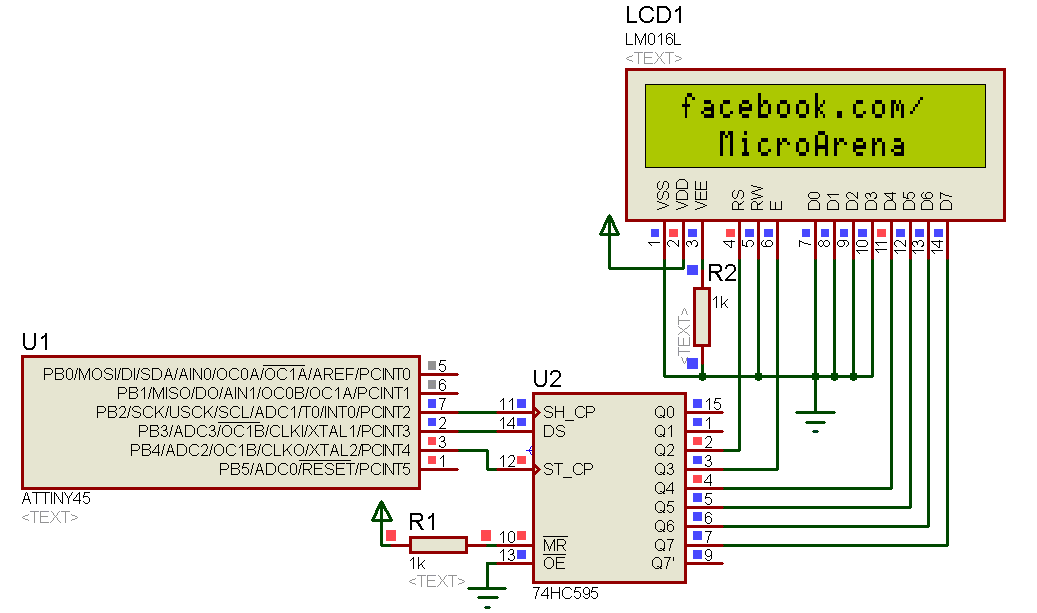 LCD1
LM016L
<TEXT>
facebook.com/
MicroArena
VSS VDD VEE RS RW E D0 D1 D2 D3 D4 D5 D6 D7
1 2 3 4 5 6 7 8 9 10 11 12 13 14
R2
1k
<TEXT>
U1
PB0/MOSI/DI/SDA/AIN0/OC0A/OC1A/AREF/PCINT0 5
PB1/MISO/DO/AIN1/OC0B/OC1A/PCINT1 6
PB2/SCK/USCK/SCL/ADC1/T0/INT0/PCINT2 7
PB3/ADC3/OC1B/CLKI/XTAL1/PCINT3 2
PB4/ADC2/OC1B/CLKO/XTAL2/PCINT4 3
PB5/ADC0/RESET/PCINT5 1
ATTINY45
<TEXT>
U2
11 SH_CP Q0 15
14 DS Q1 1
Q2 2
12 ST_CP Q3 3
Q4 4
Q5 5
Q6 6
10 MR Q7 7
13 OE Q7' 9
74HC595
R1
1k
<TEXT>